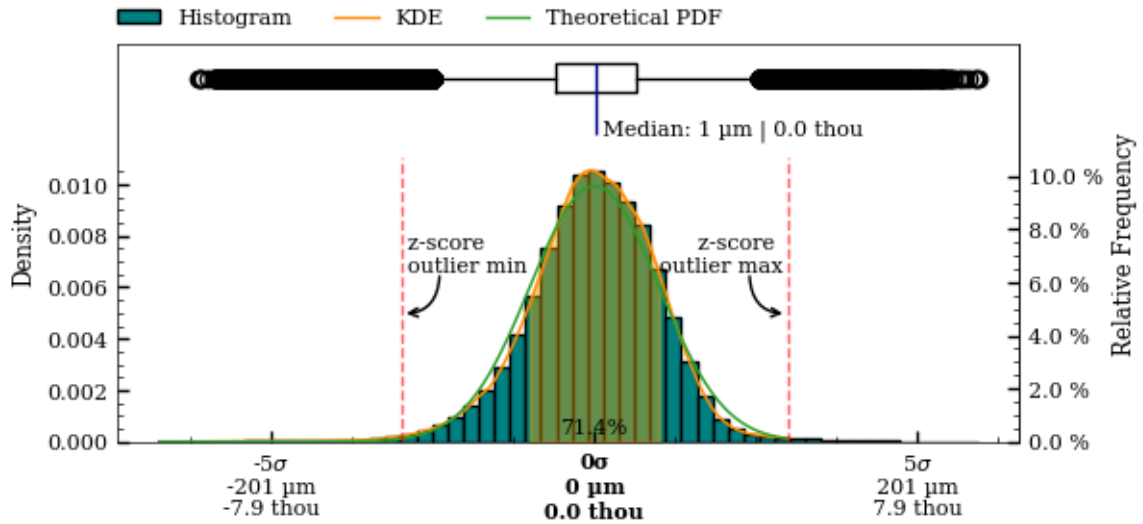 Histogram KDE Theoretical PDF
Median: 1 µm | 0.0 thou
Density
0.010
0.008
0.006
0.004
0.002
0.000
z-score
outlier min
z-score
outlier max
71.4%
10.0 %
8.0 %
6.0 %
4.0 %
2.0 %
0.0 %
Relative Frequency
-5σ 0σ 5σ
-201 µm 0 µm 201 µm
-7.9 thou 0.0 thou 7.9 thou